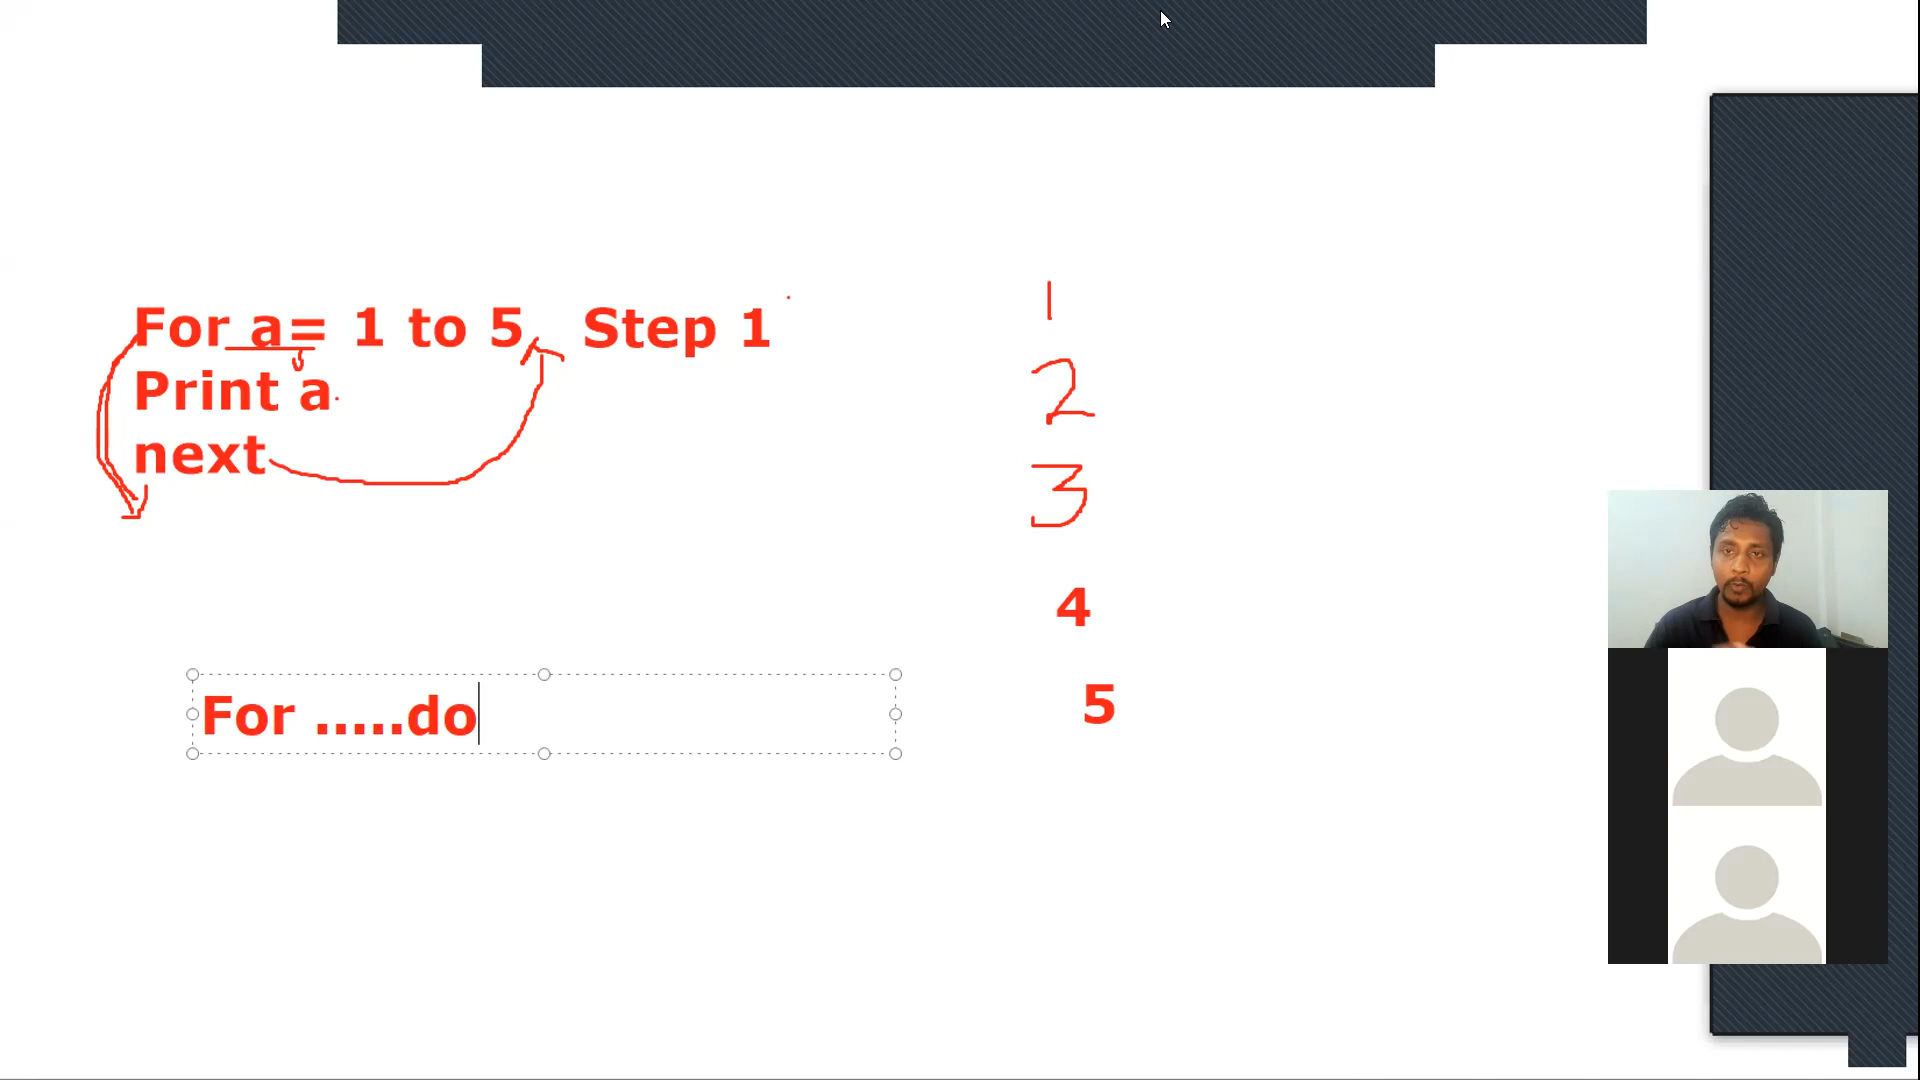 For a= 1 to 5 Step 1
Print a
next
1
2
3
4
5
For .....do